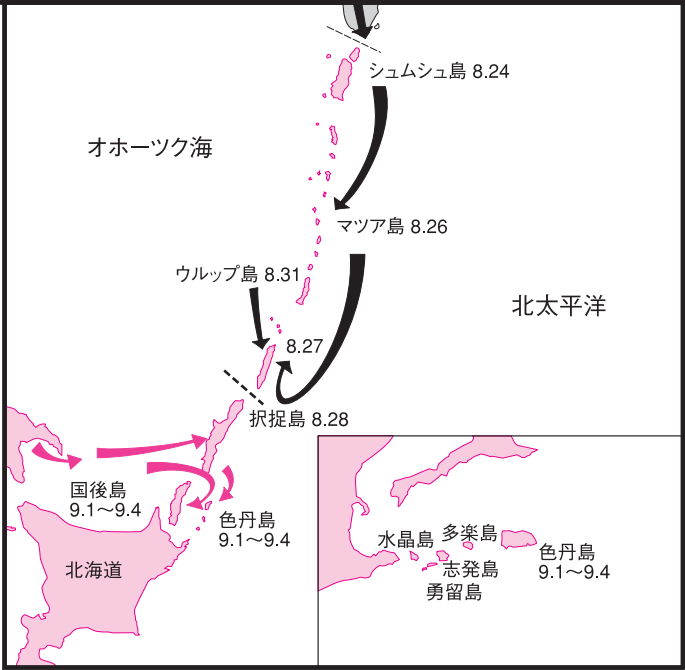 シュムシュ島 8.24
オホーツク海
マツア島 8.26
ウルップ島 8.31
北太平洋
8.27
択捉島 8.28
国後島
9.1〜9.4
色丹島
9.1〜9.4
北海道
水晶島
多楽島
志発島
勇留島
色丹島
9.1〜9.4